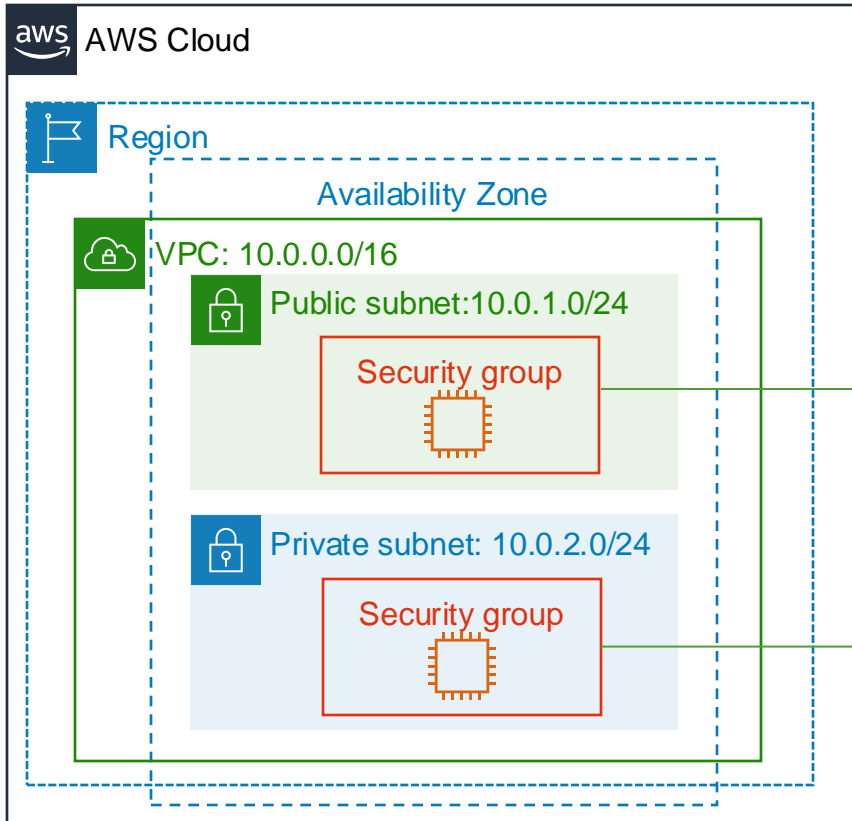 aws
AWS Cloud
Region
Availability Zone
VPC: 10.0.0.0/16
Public subnet:10.0.1.0/24
Security group
Private subnet: 10.0.2.0/24
Security group